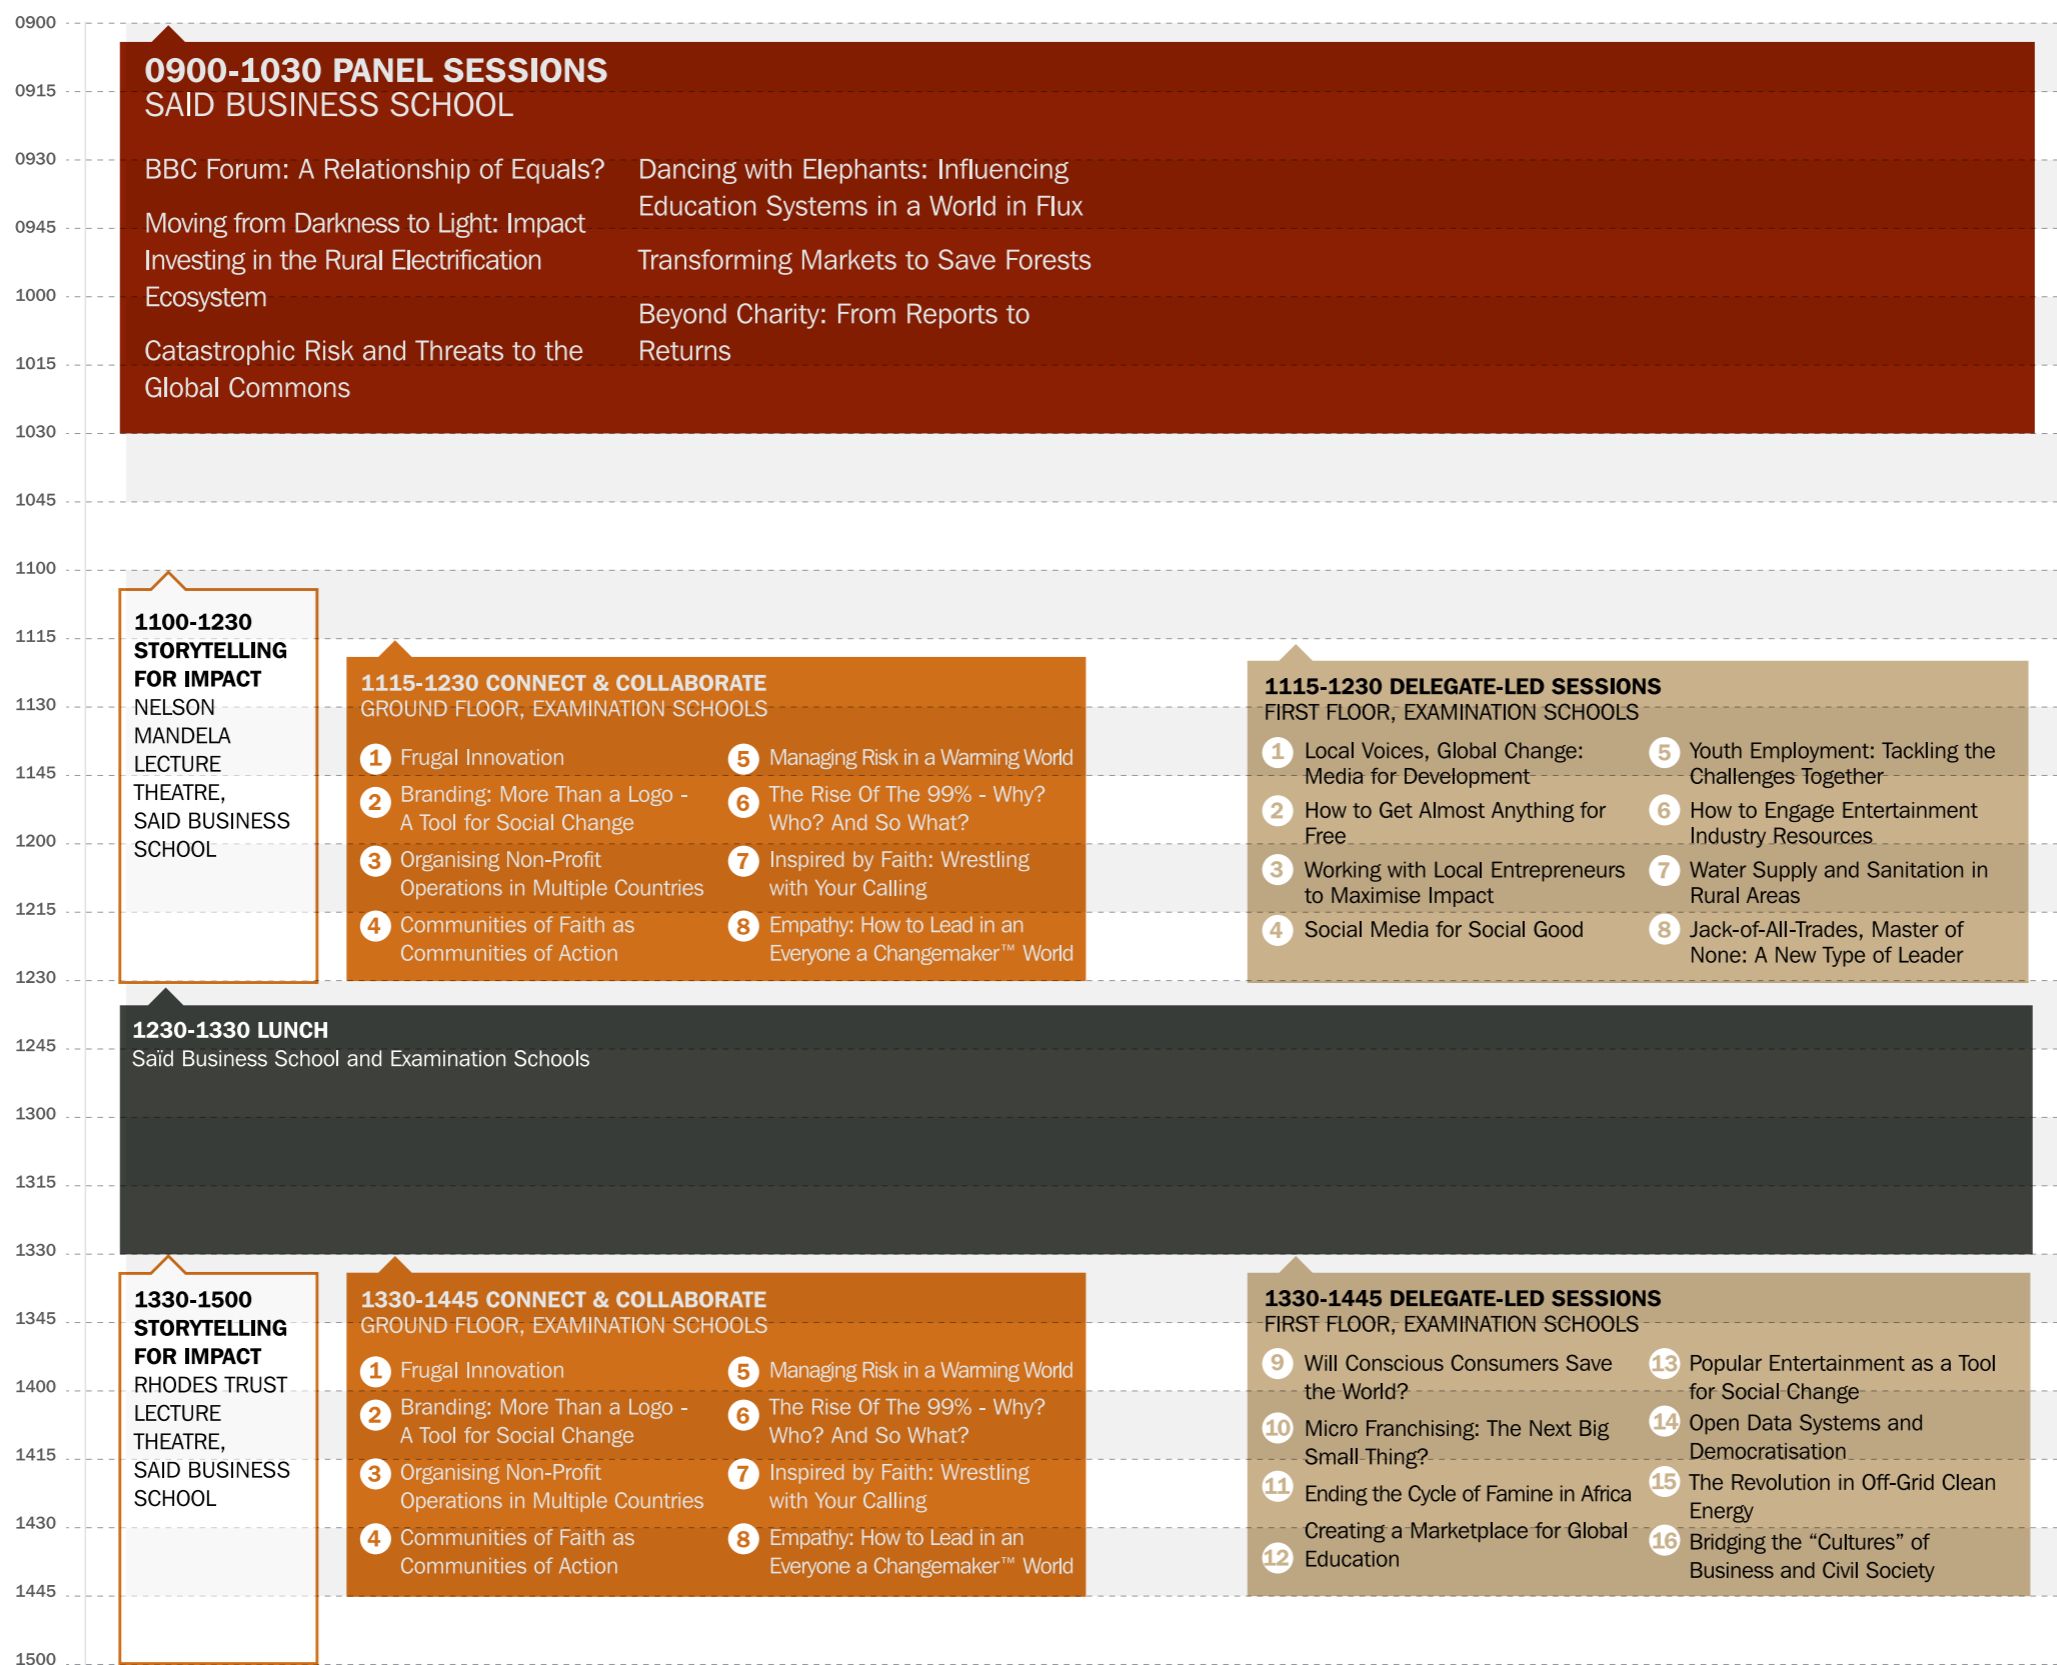 0900
0915
0930
0945
1000
1015
1030
1045
1100
1115
1130
1145
1200
1215
1230
1245
1300
1315
1330
1345
1400
1415
1430
1445
1500
0900-1030 PANEL SESSIONS
SAID BUSINESS SCHOOL
BBC Forum: A Relationship of Equals?
Moving from Darkness to Light: Impact
Investing in the Rural Electrification
Ecosystem
Catastrophic Risk and Threats to the
Global Commons
Dancing with Elephants: Influencing
Education Systems in a World in Flux
Transforming Markets to Save Forests
Beyond Charity: From Reports to
Returns
1100-1230
STORYTELLING
FOR IMPACT
NELSON
MANDELA
LECTURE
THEATRE,
SAID BUSINESS
SCHOOL
1115-1230 CONNECT & COLLABORATE
GROUND FLOOR, EXAMINATION SCHOOLS
1 Frugal Innovation
2 Branding: More Than a Logo -
A Tool for Social Change
3 Organising Non-Profit
Operations in Multiple Countries
4 Communities of Faith as
Communities of Action
5 Managing Risk in a Warming World
6 The Rise Of The 99% - Why?
Who? And So What?
7 Inspired by Faith: Wrestling
with Your Calling
8 Empathy: How to Lead in an
Everyone a Changemaker™ World
1115-1230 DELEGATE-LED SESSIONS
FIRST FLOOR, EXAMINATION SCHOOLS
1 Local Voices, Global Change:
Media for Development
2 How to Get Almost Anything for
Free
3 Working with Local Entrepreneurs
to Maximise Impact
4 Social Media for Social Good
5 Youth Employment: Tackling the
Challenges Together
6 How to Engage Entertainment
Industry Resources
7 Water Supply and Sanitation in
Rural Areas
8 Jack-of-All-Trades, Master of
None: A New Type of Leader
1230-1330 LUNCH
Saïd Business School and Examination Schools
1330-1500
STORYTELLING
FOR IMPACT
RHODES TRUST
LECTURE
THEATRE,
SAID BUSINESS
SCHOOL
1330-1445 CONNECT & COLLABORATE
GROUND FLOOR, EXAMINATION SCHOOLS
1 Frugal Innovation
2 Branding: More Than a Logo -
A Tool for Social Change
3 Organising Non-Profit
Operations in Multiple Countries
4 Communities of Faith as
Communities of Action
5 Managing Risk in a Warming World
6 The Rise Of The 99% - Why?
Who? And So What?
7 Inspired by Faith: Wrestling
with Your Calling
8 Empathy: How to Lead in an
Everyone a Changemaker™ World
1330-1445 DELEGATE-LED SESSIONS
FIRST FLOOR, EXAMINATION SCHOOLS
9 Will Conscious Consumers Save
the World?
10 Micro Franchising: The Next Big
Small Thing?
11 Ending the Cycle of Famine in Africa
Creating a Marketplace for Global
12 Education
13 Popular Entertainment as a Tool
for Social Change
14 Open Data Systems and
Democratisation
15 The Revolution in Off-Grid Clean
Energy
16 Bridging the “Cultures” of
Business and Civil Society